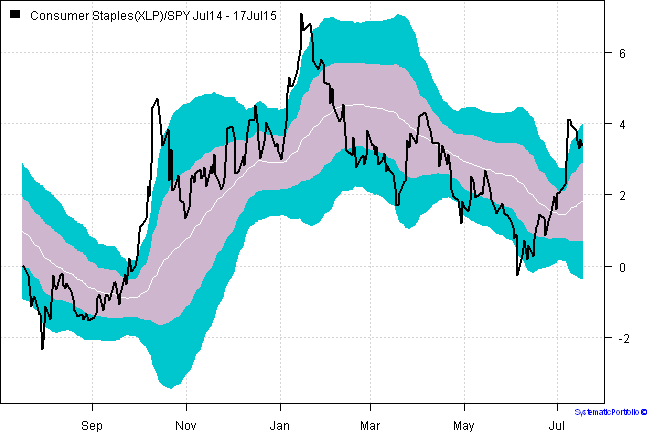 Consumer Staples(XLP)/SPY Jul14 - 17Jul15
6
4
2
0
-2
Sep Nov Jan Mar May Jul
SystematicPortfolio ©